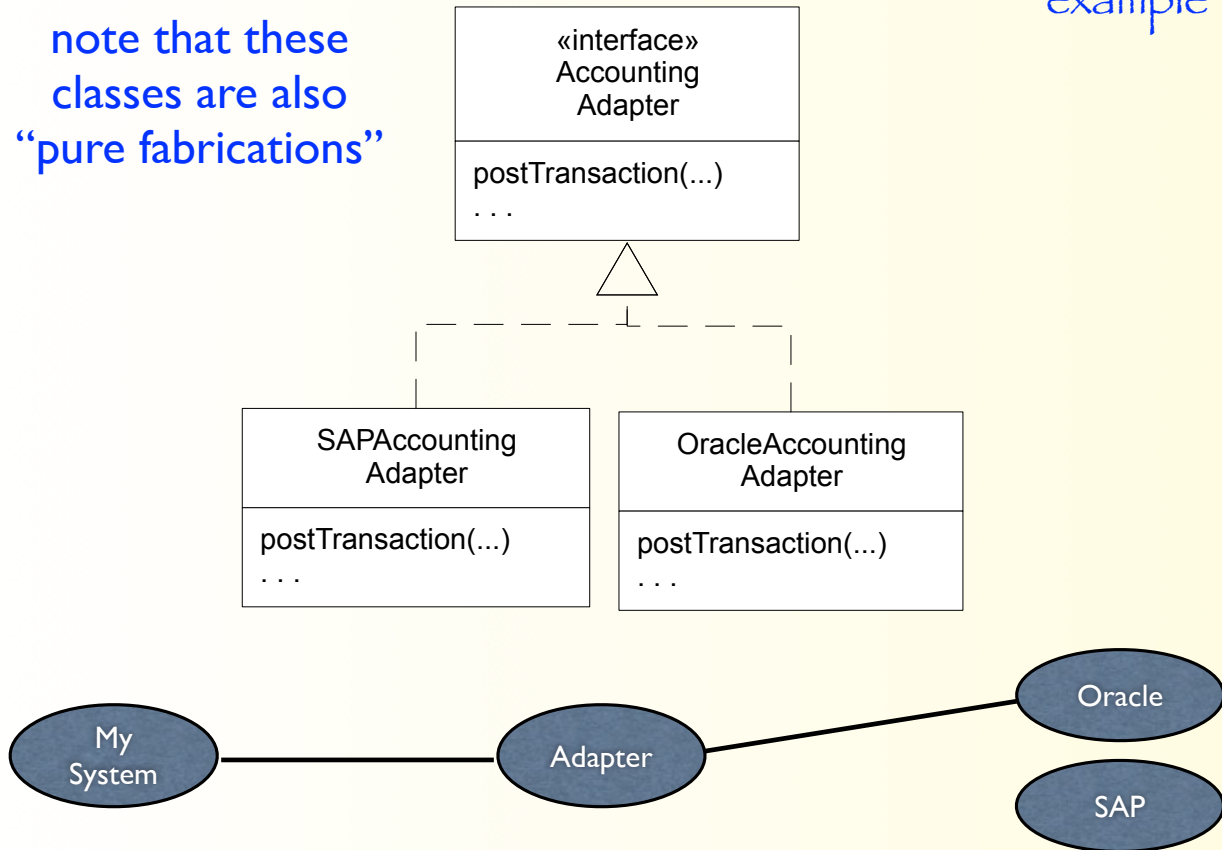 example
note that these
classes are also
“pure fabrications”
«interface»
Accounting
Adapter
postTransaction(...)
. . .
SAPAccounting
Adapter
postTransaction(...)
. . .
OracleAccounting
Adapter
postTransaction(...)
. . .
My
System
Adapter
Oracle
SAP